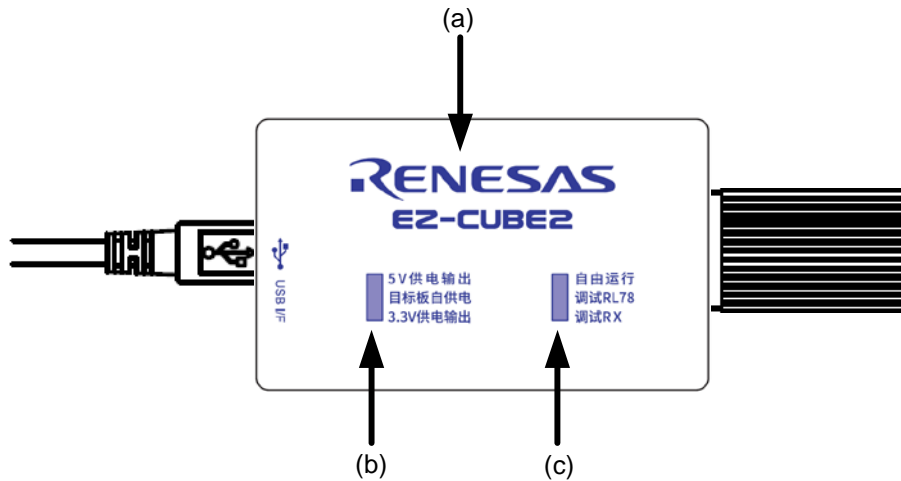 (a)
RENESAS
EZ-CUBE2
USB I/F
5V供电输出
目标板自供电
3.3V供电输出
自由运行
调试RL78
调试RX
(b)
(c)